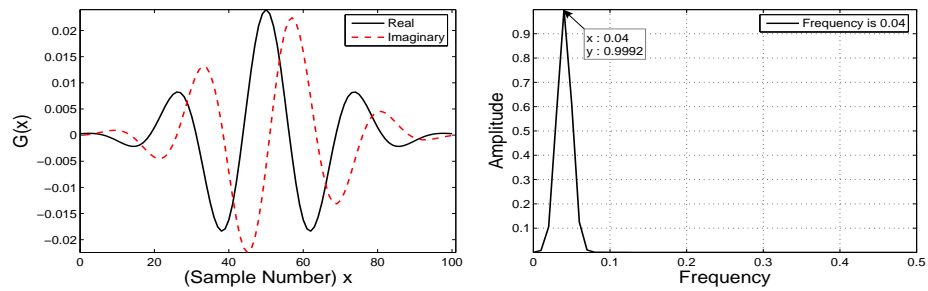 0.02
0.015
0.01
0.005
0
−0.005
−0.01
−0.015
−0.02
G(x)
Real
Imaginary
0 20 40 60 80 100
(Sample Number) x
0.9
0.8
0.7
0.6
0.5
0.4
0.3
0.2
0.1
Amplitude
Frequency is 0.04
x : 0.04
y : 0.9992
0 0.1 0.2 0.3 0.4 0.5
Frequency